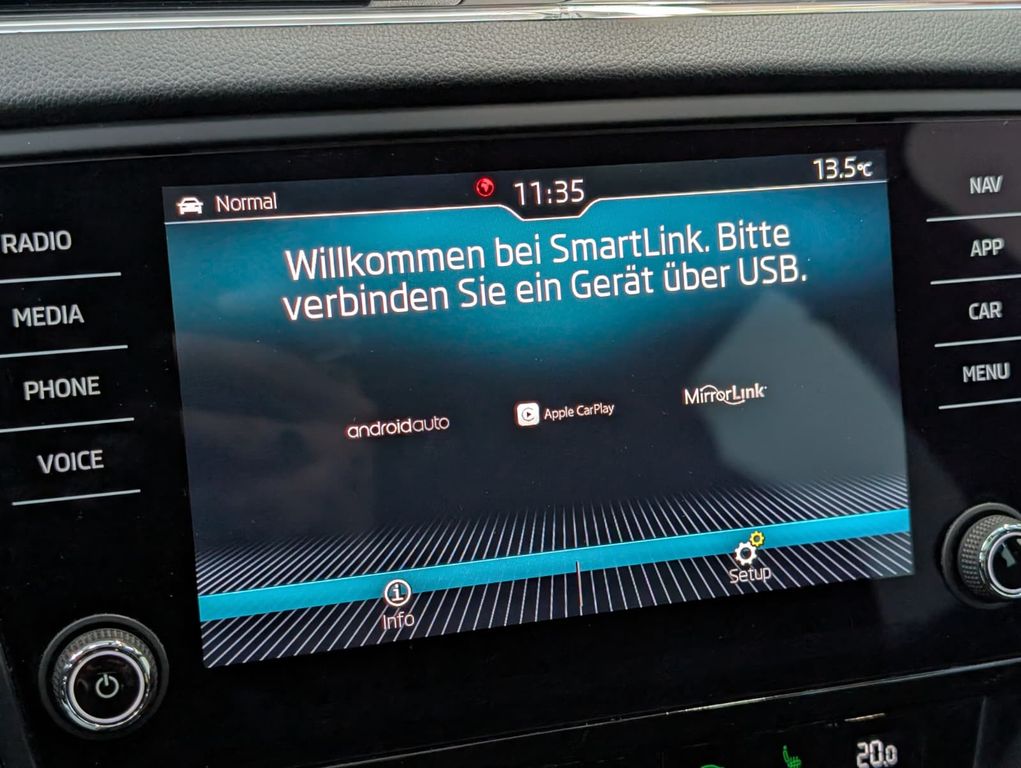 Normal
11:35
13.5°C
Willkommen bei SmartLink. Bitte
verbinden Sie ein Gerät über USB.
androidauto
Apple CarPlay
MirrorLink
Info
Setup
RADIO
MEDIA
PHONE
VOICE
NAV
APP
CAR
MENU
20.0